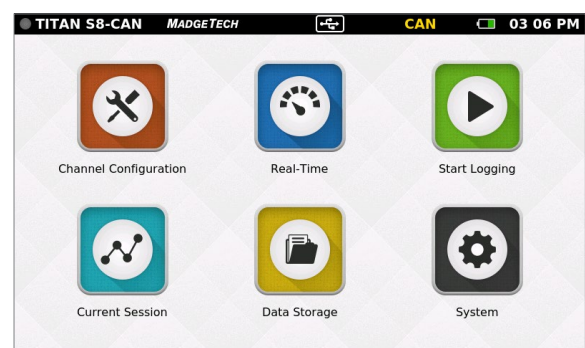 TITAN S8-CAN MADGETECH CAN 03 06 PM
Channel Configuration Real-Time Start Logging
Current Session Data Storage System